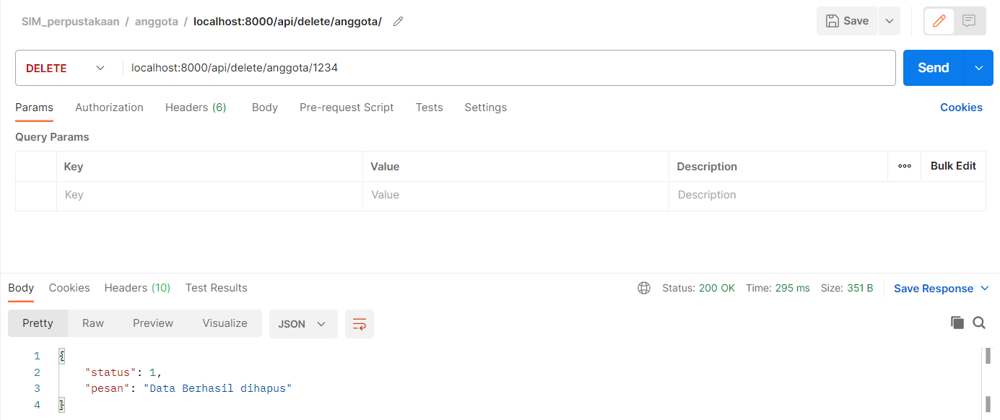 SIM_perpustakaan / anggota / localhost:8000/api/delete/anggota/ Save
DELETE localhost:8000/api/delete/anggota/1234 Send
Params Authorization Headers (6) Body Pre-request Script Tests Settings Cookies
Query Params
Key Value Description ooo Bulk Edit
Key Value Description
Body Cookies Headers (10) Test Results Status: 200 OK Time: 295 ms Size: 351 B Save Response
Pretty Raw Preview Visualize JSON
1 {
2 "status": 1,
3 "pesan": "Data Berhasil dihapus"
4 }